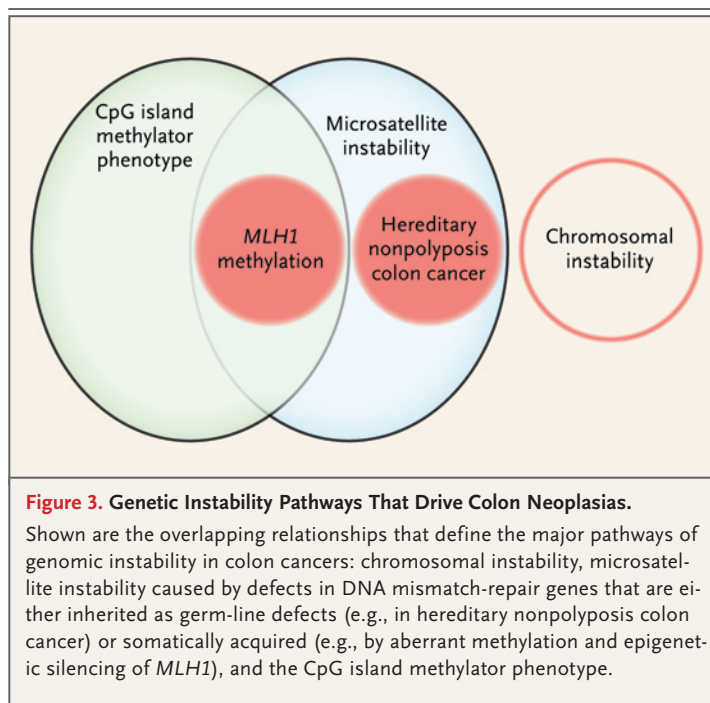 CpG island
methylator
phenotype
Microsatellite
instability
MLH1
methylation
Hereditary
nonpolyposis
colon cancer
Chromosomal
instability
Figure 3. Genetic Instability Pathways That Drive Colon Neoplasias.
Shown are the overlapping relationships that define the major pathways of
genomic instability in colon cancers: chromosomal instability, microsatel-
lite instability caused by defects in DNA mismatch-repair genes that are ei-
ther inherited as germ-line defects (e.g., in hereditary nonpolyposis colon
cancer) or somatically acquired (e.g., by aberrant methylation and epigenet-
ic silencing of MLH1), and the CpG island methylator phenotype.